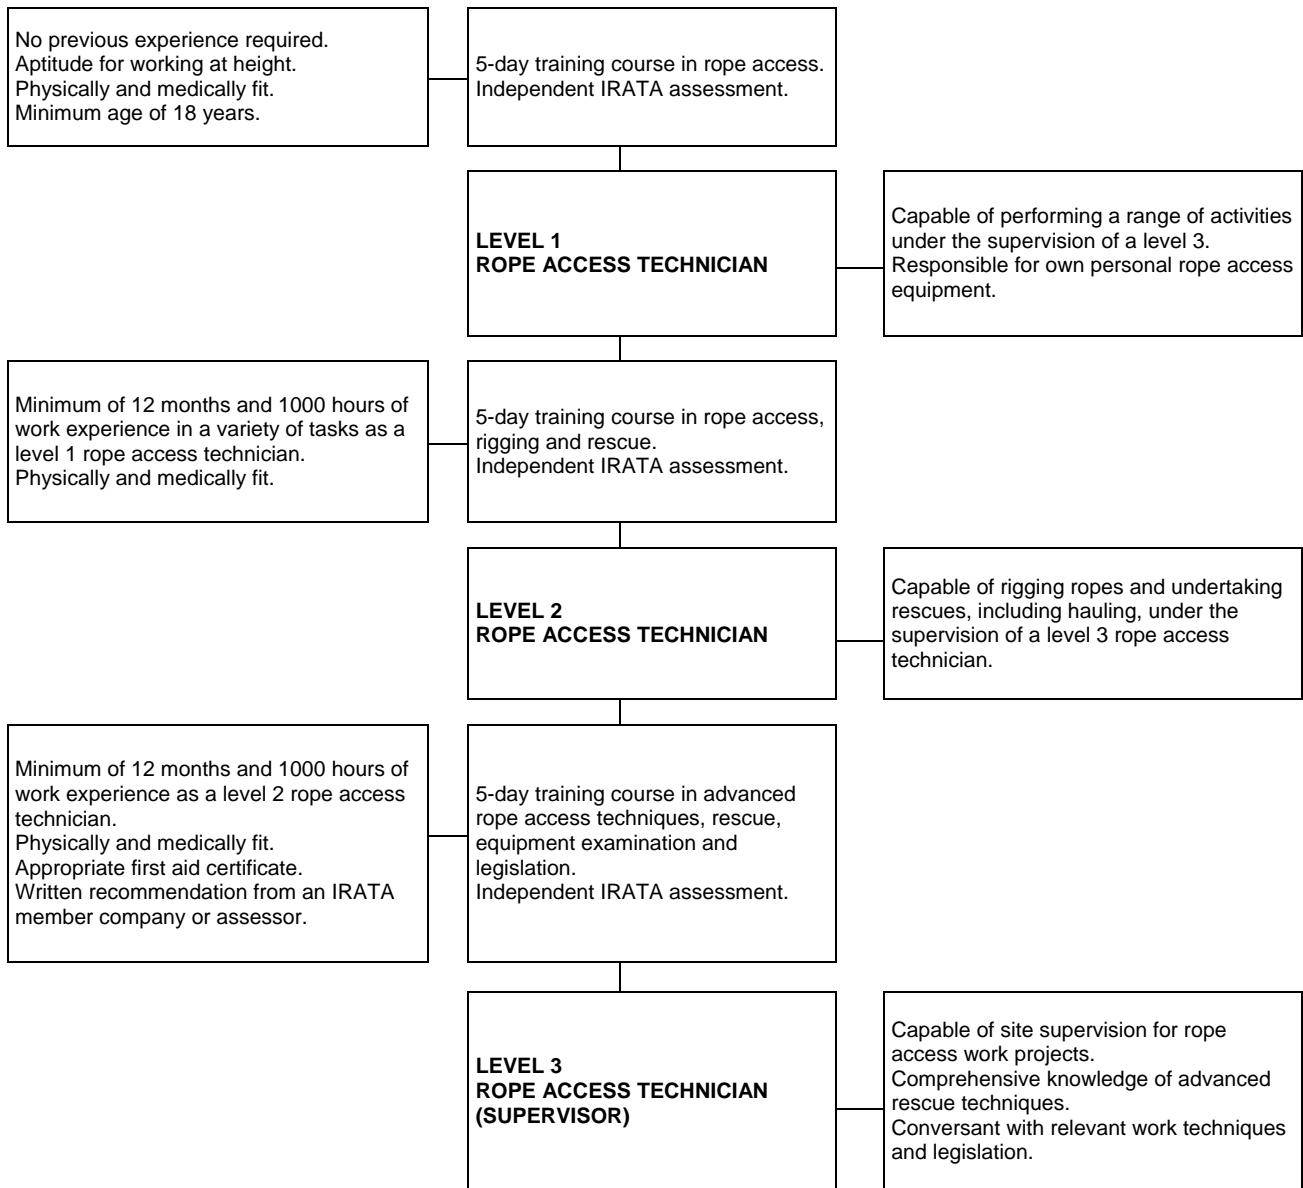 No previous experience required.
Aptitude for working at height.
Physically and medically fit.
Minimum age of 18 years.
5-day training course in rope access.
Independent IRATA assessment.
LEVEL 1
ROPE ACCESS TECHNICIAN
Capable of performing a range of activities
under the supervision of a level 3.
Responsible for own personal rope access
equipment.
Minimum of 12 months and 1000 hours of
work experience in a variety of tasks as a
level 1 rope access technician.
Physically and medically fit.
5-day training course in rope access,
rigging and rescue.
Independent IRATA assessment.
LEVEL 2
ROPE ACCESS TECHNICIAN
Capable of rigging ropes and undertaking
rescues, including hauling, under the
supervision of a level 3 rope access
technician.
Minimum of 12 months and 1000 hours of
work experience as a level 2 rope access
technician.
Physically and medically fit.
Appropriate first aid certificate.
Written recommendation from an IRATA
member company or assessor.
5-day training course in advanced
rope access techniques, rescue,
equipment examination and
legislation.
Independent IRATA assessment.
LEVEL 3
ROPE ACCESS TECHNICIAN
(SUPERVISOR)
Capable of site supervision for rope
access work projects.
Comprehensive knowledge of advanced
rescue techniques.
Conversant with relevant work techniques
and legislation.